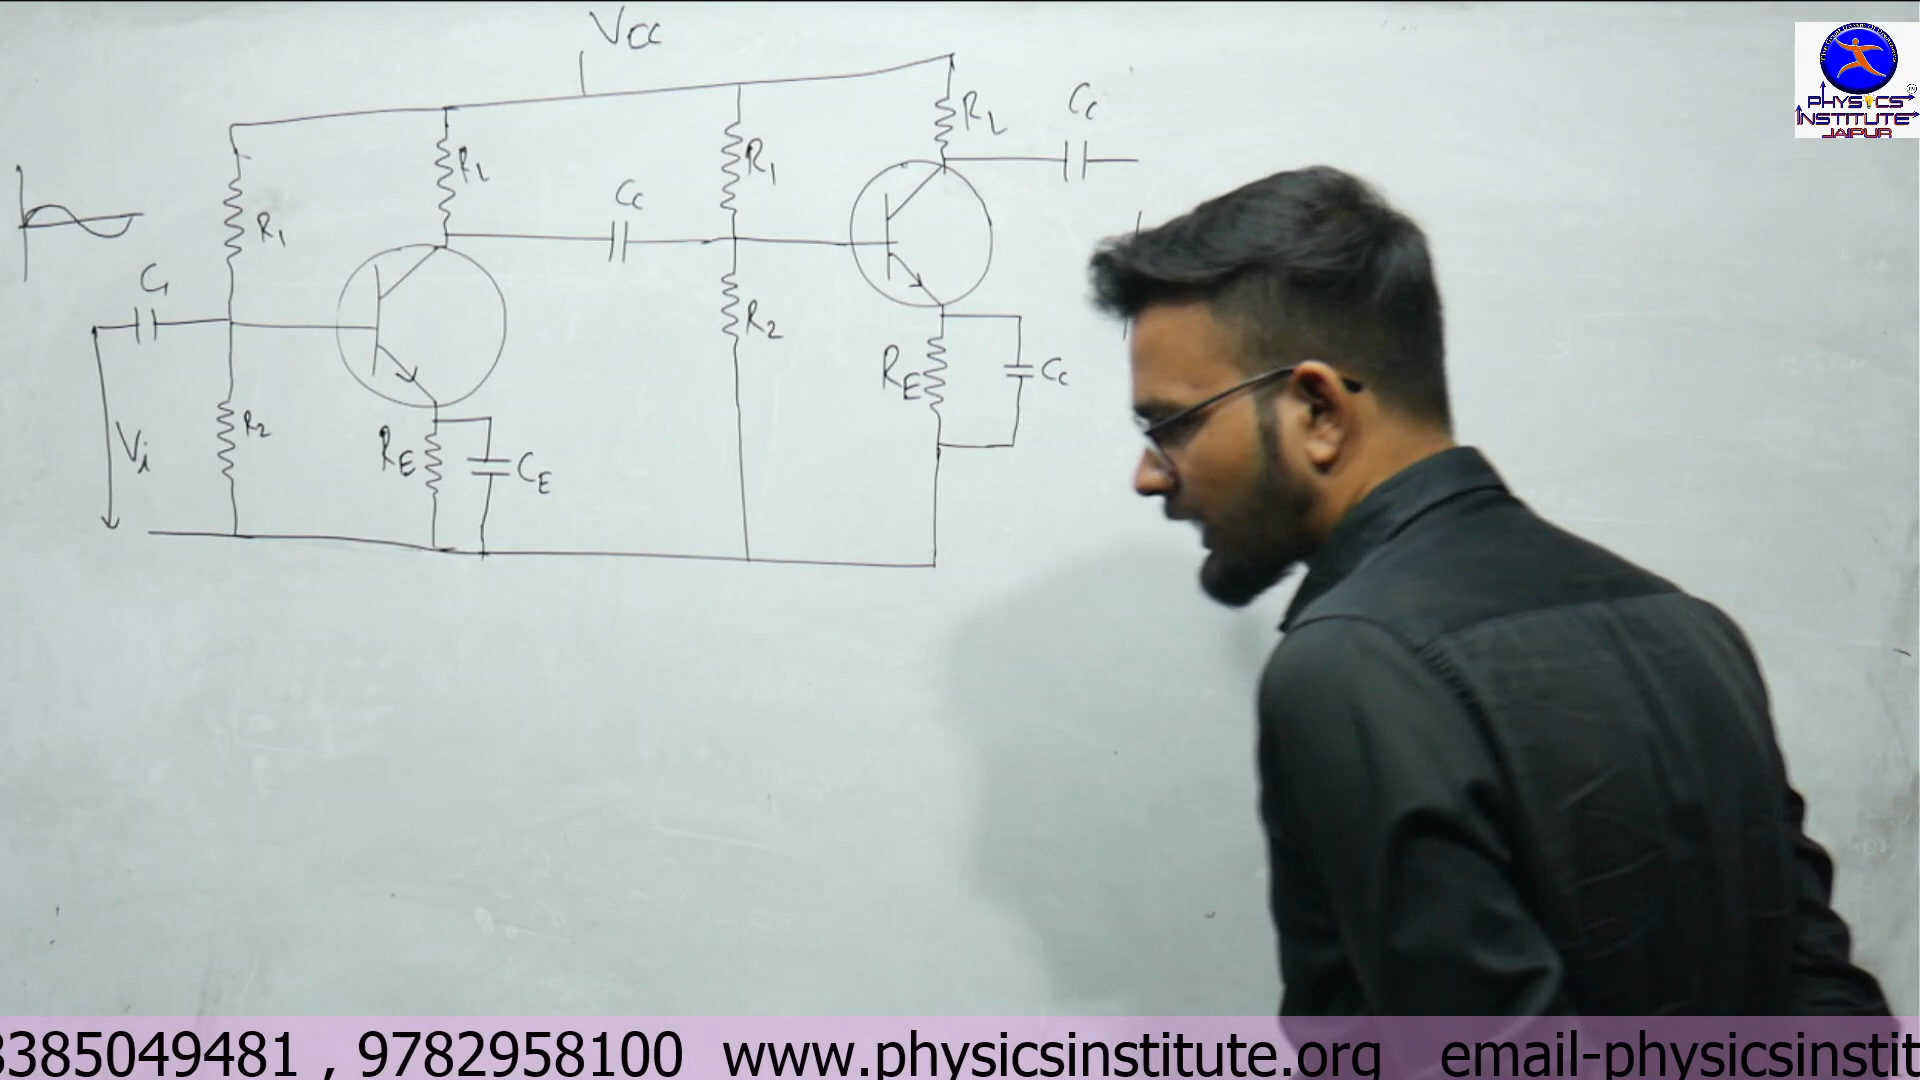 VCC
RL
CC
R1
RL
CC
R1
C1
R2
RE
CC
Vi
R2
RE
CE
PHYSICS
INSTITUTE
JAIPUR
8385049481 , 9782958100 www.physicsinstitute.org email-physicsinstit